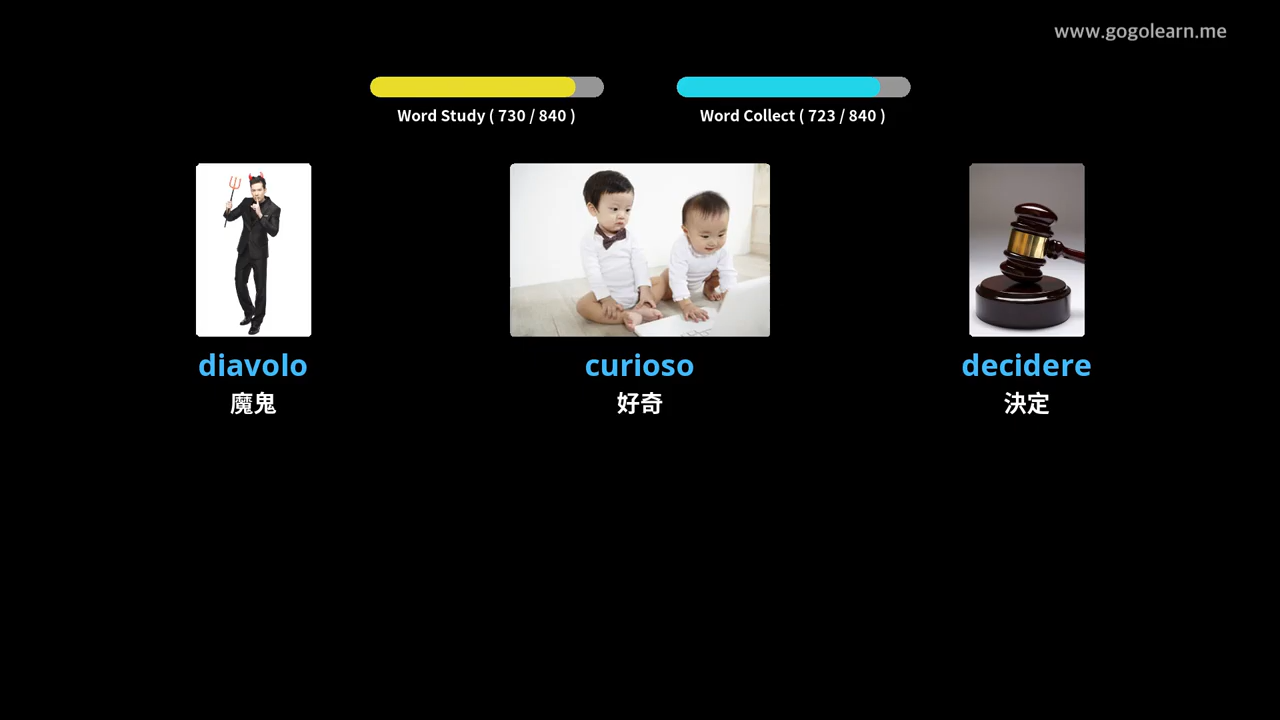 www.gogolearn.me
Word Study ( 730 / 840 )
Word Collect ( 723 / 840 )
diavolo
魔鬼
curioso
好奇
decidere
決定